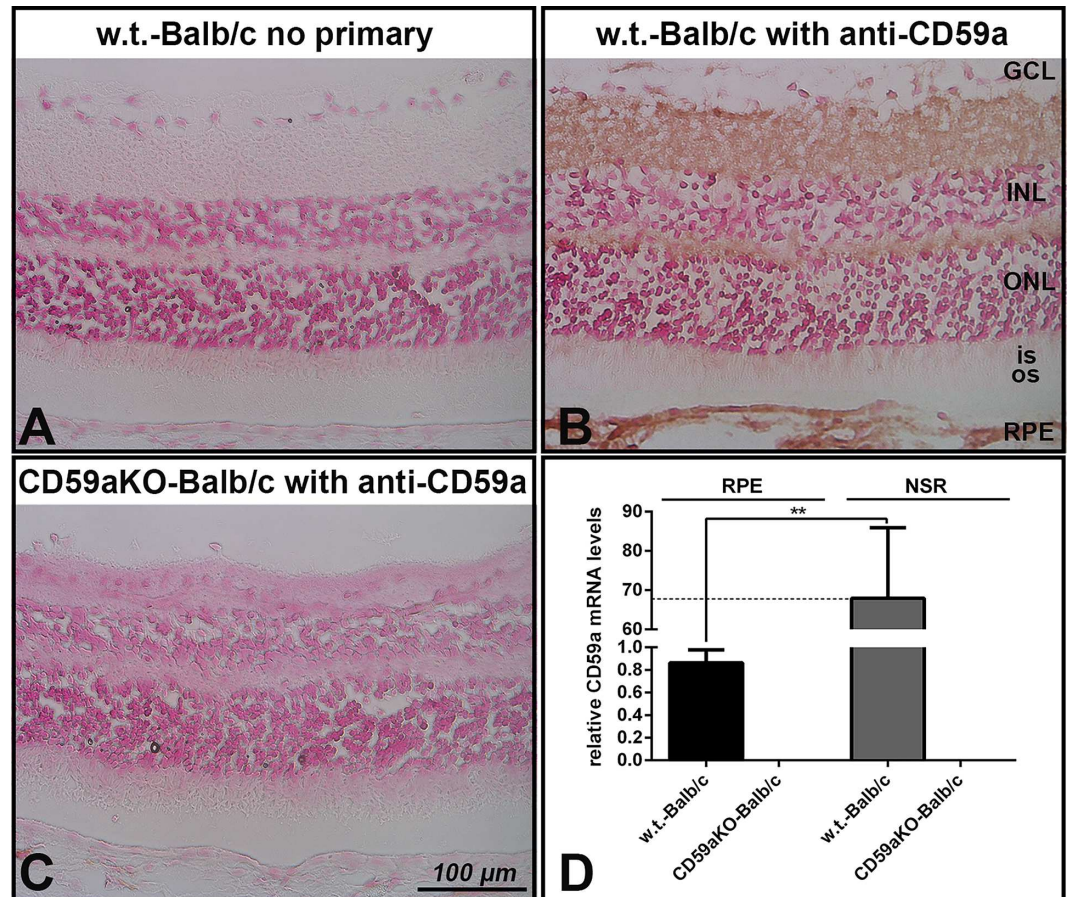 w.t.-Balb/c no primary
w.t.-Balb/c with anti-CD59a
GCL
INL
ONL
is
os
RPE
A
B
CD59aKO-Balb/c with anti-CD59a
100 µm
C
RPE
NSR
**
relative CD59a mRNA levels
90
80
70
60
1.0
0.8
0.6
0.4
0.2
0.0
w.t.-Balb/c
CD59aKO-Balb/c
w.t.-Balb/c
CD59aKO-Balb/c
D